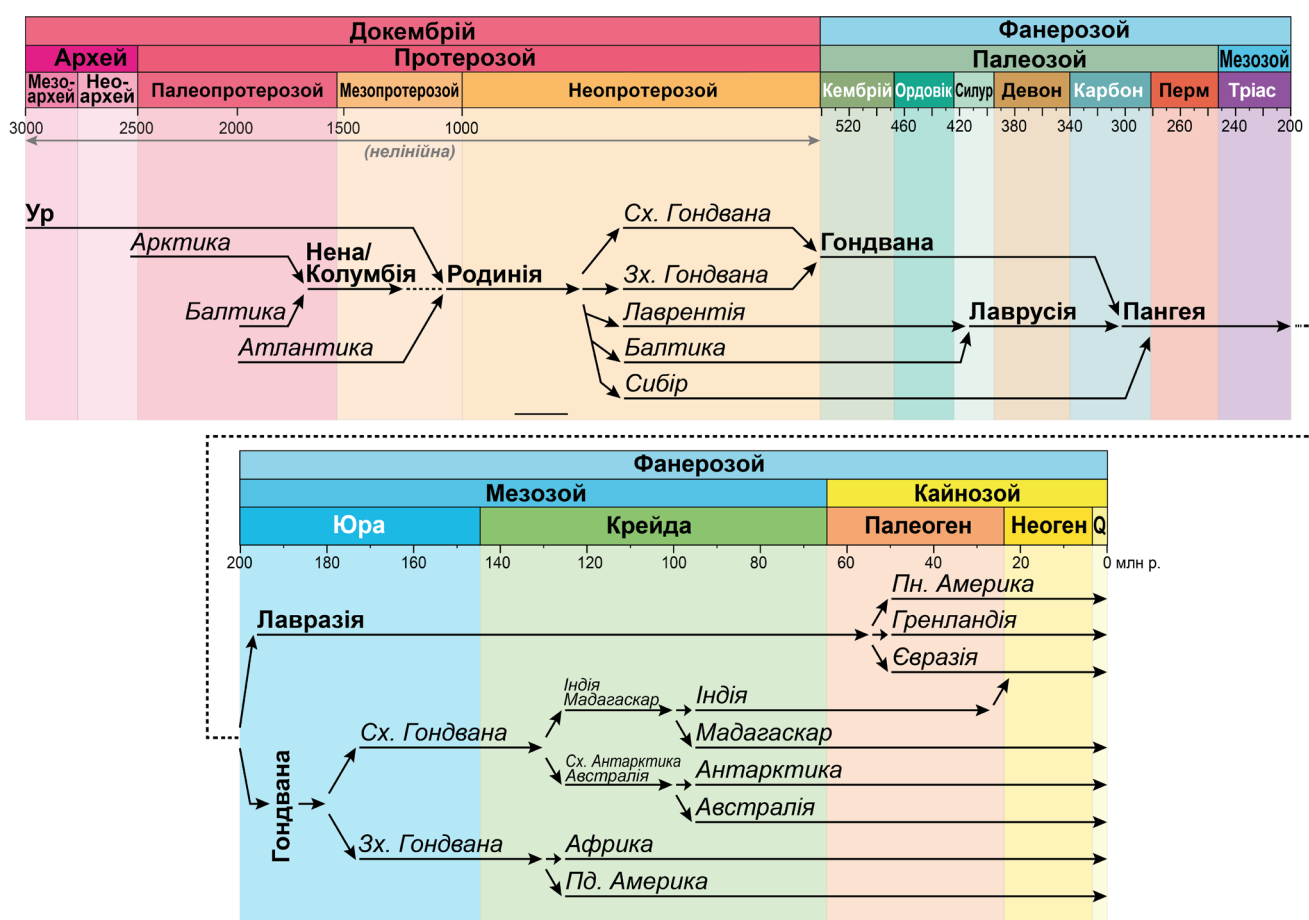 Докембрій Фанерозой
Архей Протерозой Палеозой Мезозой
Мезо-
архей
Нео-
архей
Палеопротерозой Мезопротерозой Неопротерозой Кембрій Ордовік Силур Девон Карбон Перм Тріас
3000 2500 2000 1500 1000 520 460 420 380 340 300 260 240 200
(нелінійна)
Ур
Сх. Гондвана
Арктика
Гондвана
Нена/
Колумбія
Родинія
Зх. Гондвана
Балтика
Лаврентія
Лаврусія
Пангея
Атлантика
Балтика
Сибір
Фанерозой
Мезозой Кайнозой
Юра Крейда Палеоген Неоген Q
200 180 160 140 120 100 80 60 40 20 0 млн р.
Пн. Америка
Лавразія
Гренландія
Євразія
Індія
Мадагаскар
Індія
Сх. Гондвана
Мадагаскар
Сх. Антарктика
Австралія
Антарктика
Австралія
Гондвана
Зх. Гондвана
Африка
Пд. Америка